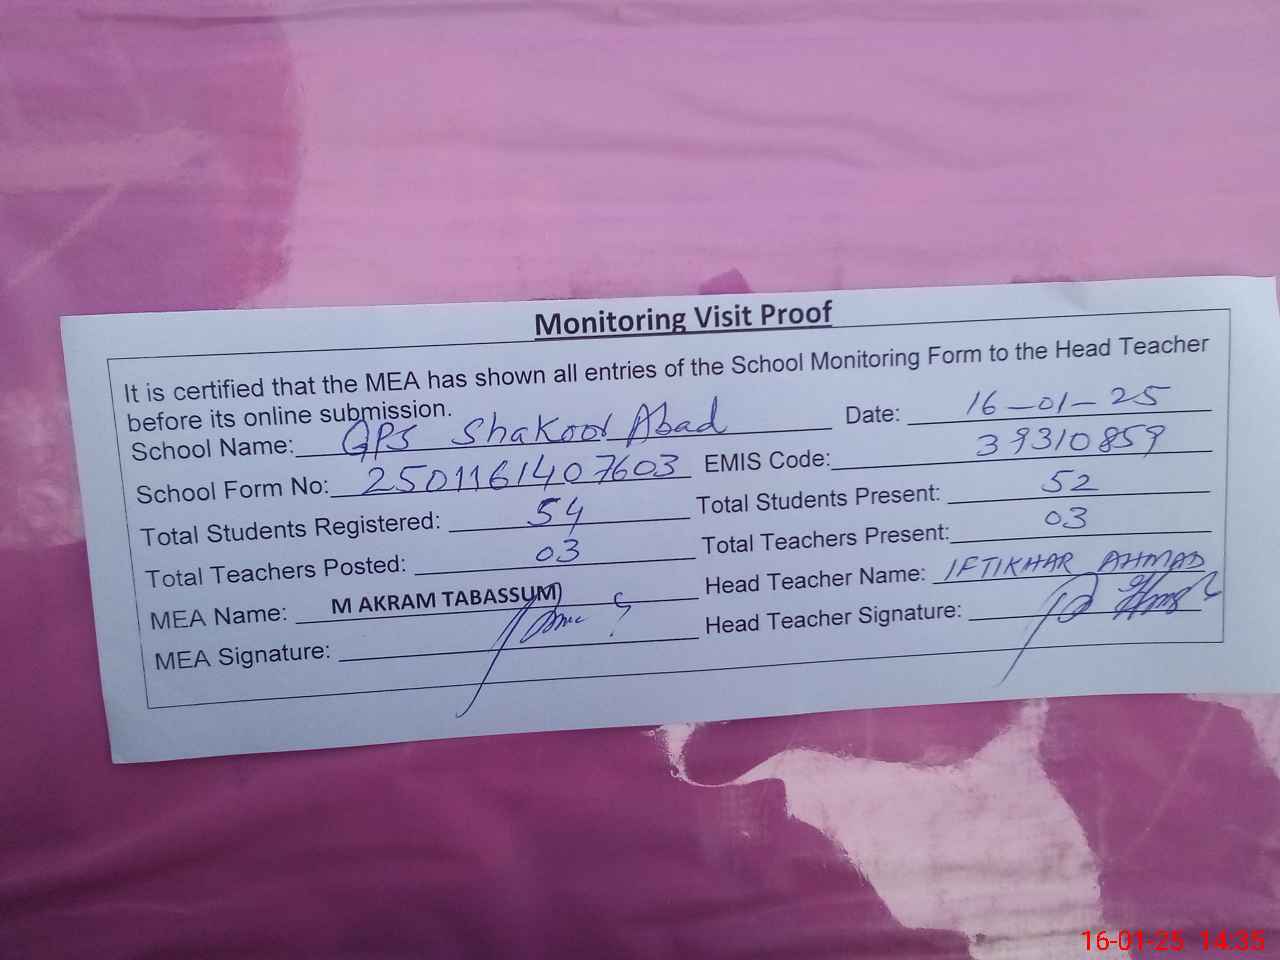 Monitoring Visit Proof
It is certified that the MEA has shown all entries of the School Monitoring Form to the Head Teacher
before its online submission.
School Name: GPS Shakoor Abad Date: 16-01-25
School Form No: 2501161407603 EMIS Code: 39310859
Total Students Registered: 54 Total Students Present: 52
Total Teachers Posted: 03 Total Teachers Present: 03
MEA Name: M AKRAM TABASSUM Head Teacher Name: IFTIKHAR AHMAD
MEA Signature: Head Teacher Signature:
16-01-25 14:35